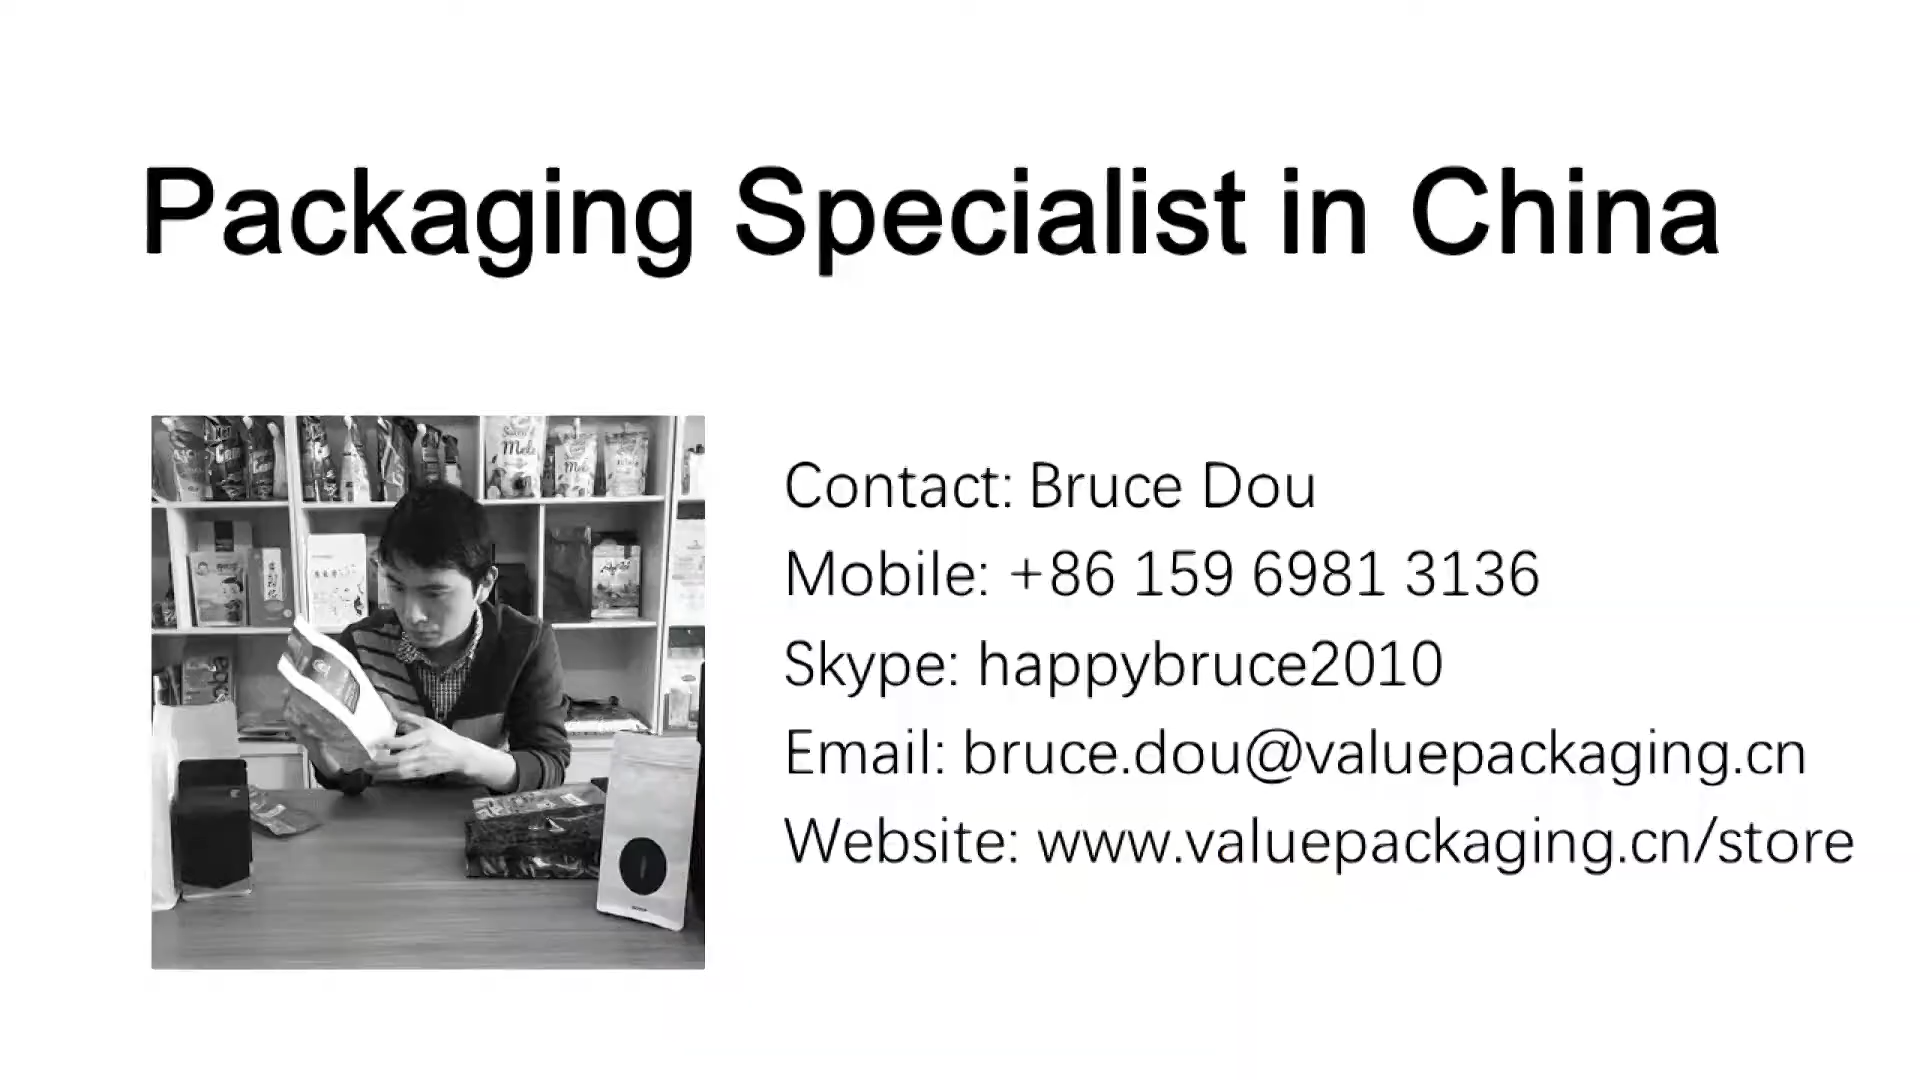 Packaging Specialist in China
Contact: Bruce Dou
Mobile: +86 159 6981 3136
Skype: happybruce2010
Email: bruce.dou@valuepackaging.cn
Website: www.valuepackaging.cn/store